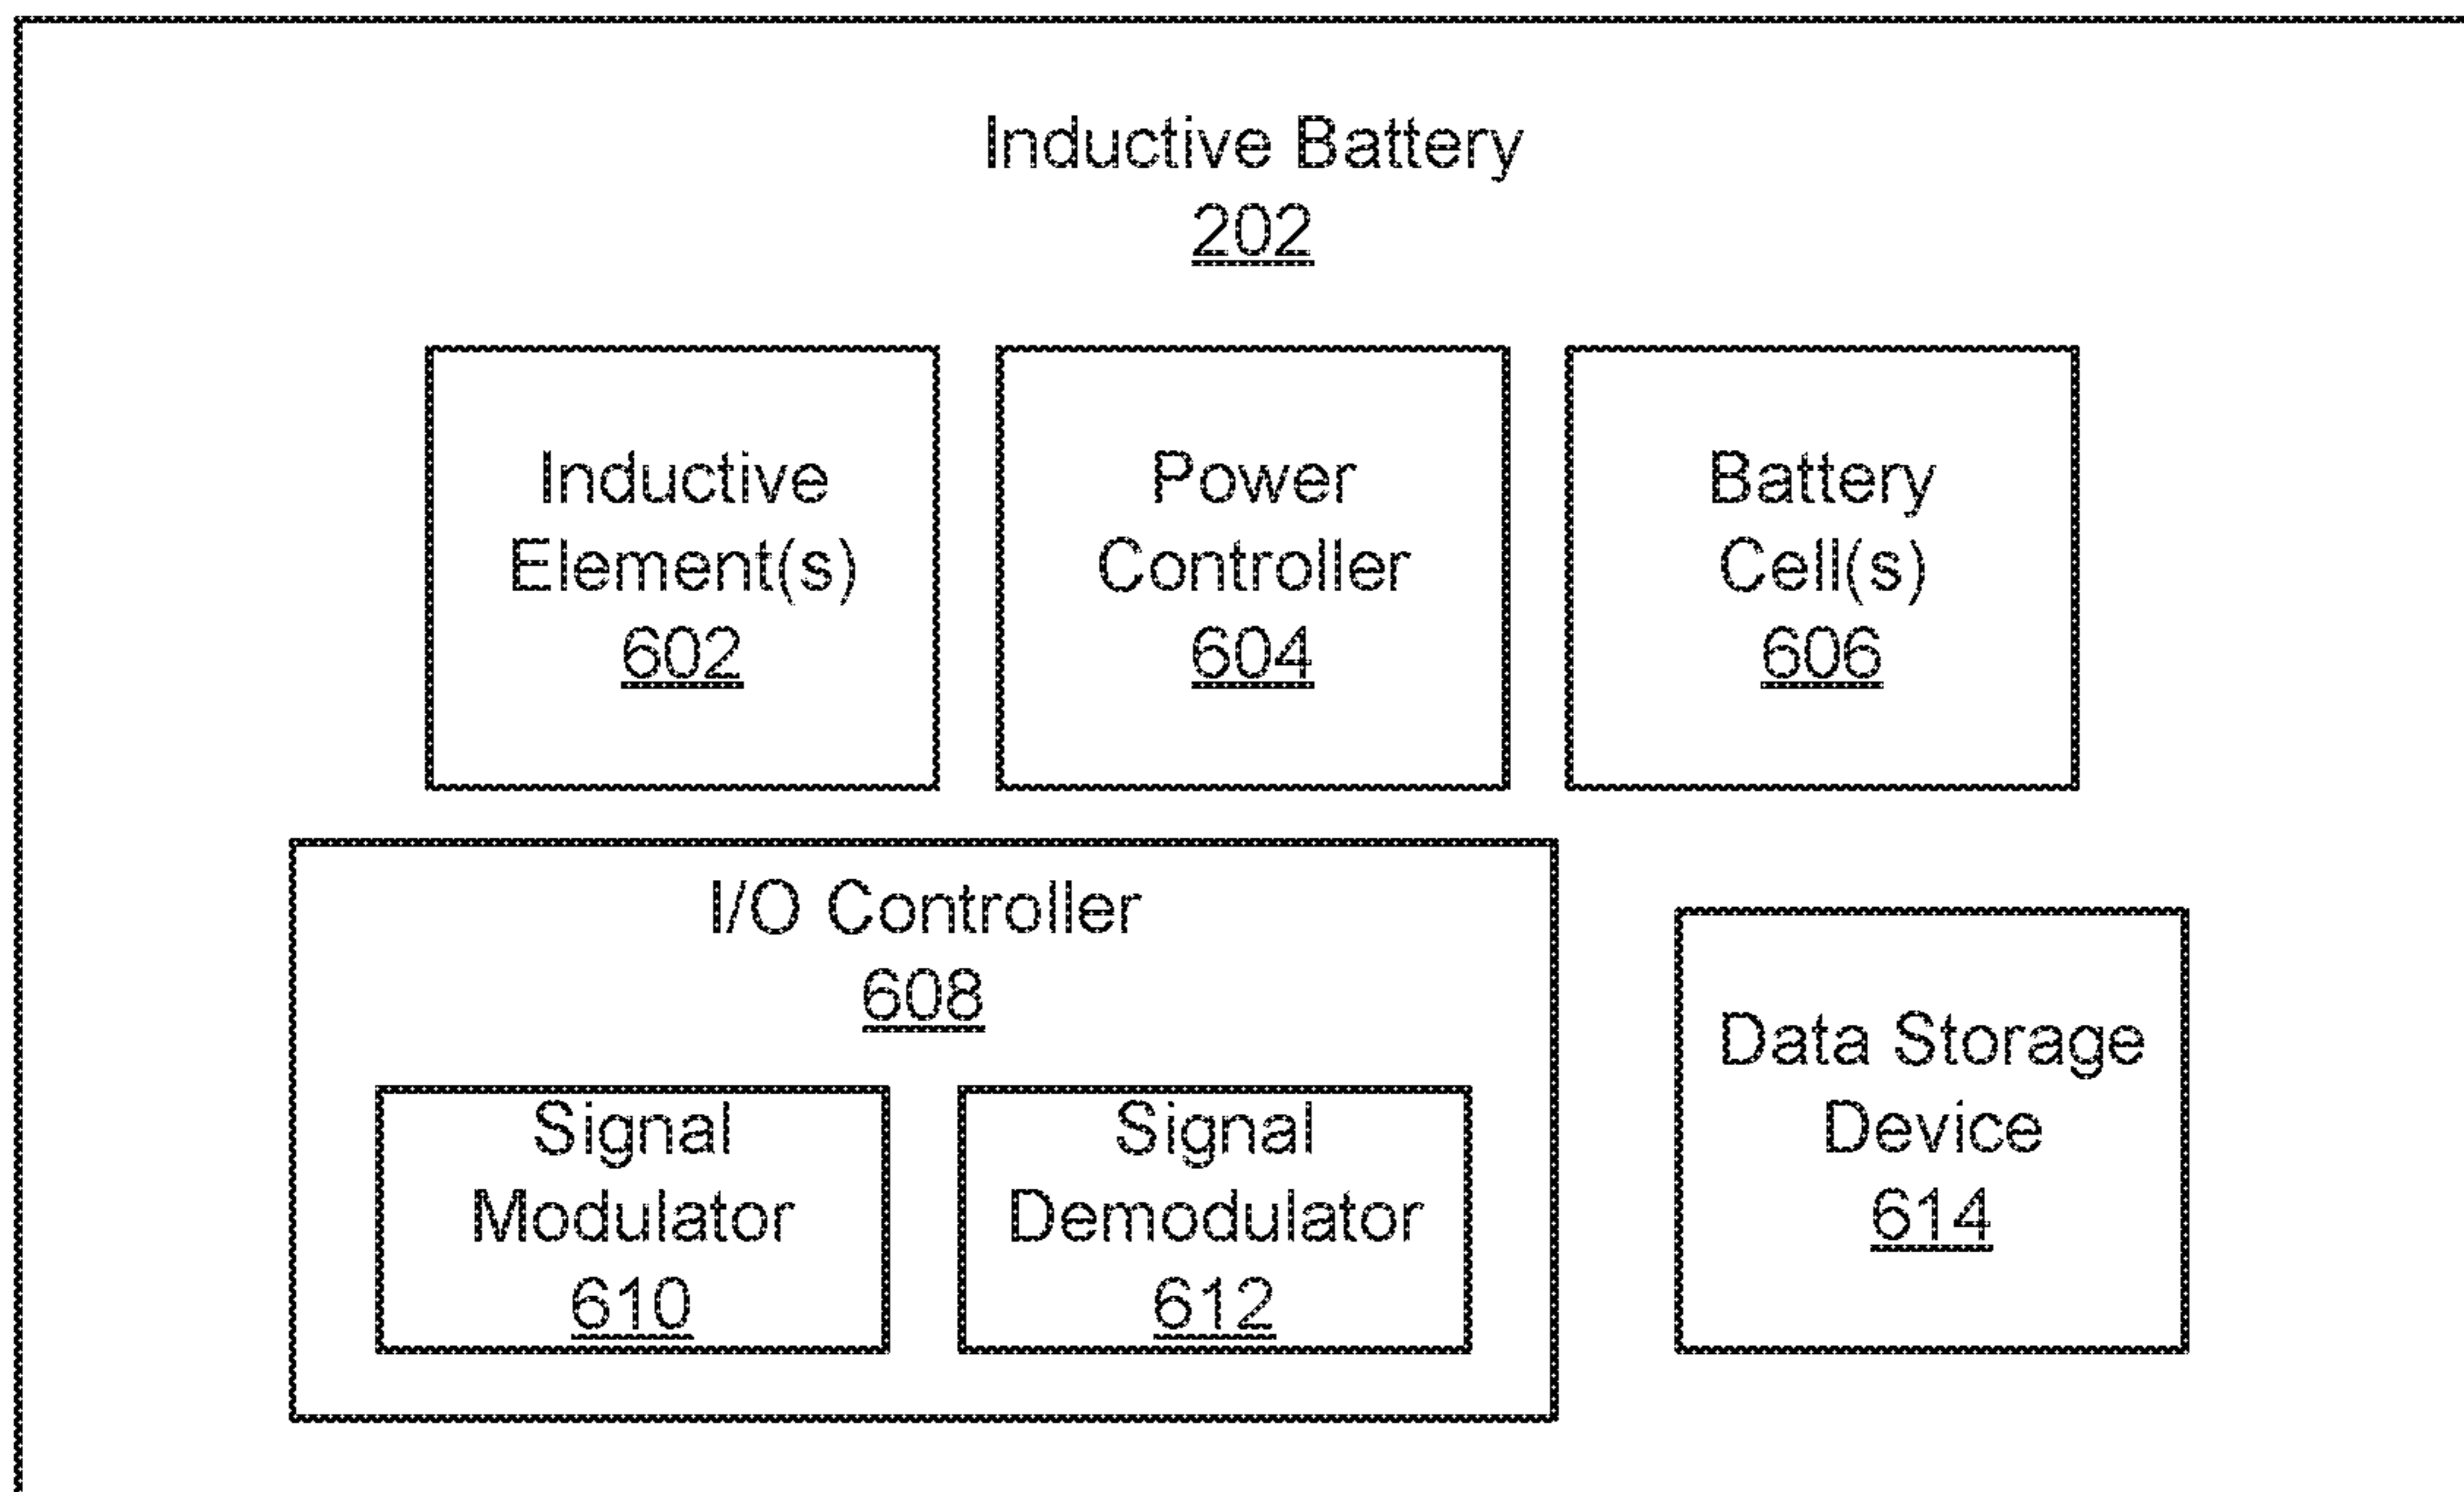 Inductive Battery
202
Inductive
Element(s)
602
Power
Controller
604
Battery
Cell(s)
606
I/O Controller
608
Signal
Modulator
610
Signal
Demodulator
612
Data Storage
Device
614